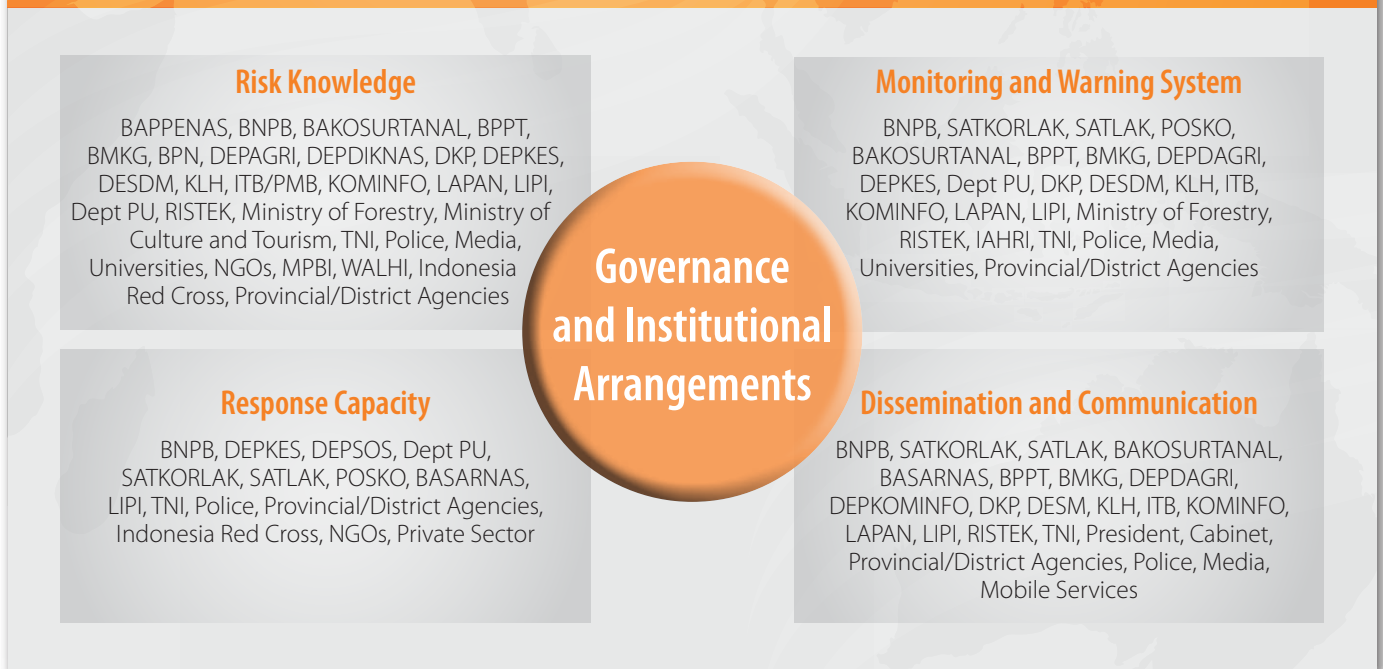 Risk Knowledge
BAPPENAS, BNPB, BAKOSURTANAL, BPPT,
BMKG, BPN, DEPAGRI, DEPDIKNAS, DKP, DEPKES,
DESDM, KLH, ITB/PMB, KOMINFO, LAPAN, LIPI,
Dept PU, RISTEK, Ministry of Forestry, Ministry of
Culture and Tourism, TNI, Police, Media,
Universities, NGOs, MPBI, WALHI, Indonesia
Red Cross, Provincial/District Agencies
Monitoring and Warning System
BNPB, SATKORLAK, SATLAK, POSKO,
BAKOSURTANAL, BPPT, BMKG, DEPDAGRI,
DEPKES, Dept PU, DKP, DESDM, KLH, ITB,
KOMINFO, LAPAN, LIPI, Ministry of Forestry,
RISTEK, IAHRI, TNI, Police, Media,
Universities, Provincial/District Agencies
Governance
and Institutional
Arrangements
Response Capacity
BNPB, DEPKES, DEPSOS, Dept PU,
SATKORLAK, SATLAK, POSKO, BASARNAS,
LIPI, TNI, Police, Provincial/District Agencies,
Indonesia Red Cross, NGOs, Private Sector
Dissemination and Communication
BNPB, SATKORLAK, SATLAK, BAKOSURTANAL,
BASARNAS, BPPT, BMKG, DEPDAGRI,
DEPKOMINFO, DKP, DESM, KLH, ITB, KOMINFO,
LAPAN, LIPI, RISTEK, TNI, President, Cabinet,
Provincial/District Agencies, Police, Media,
Mobile Services